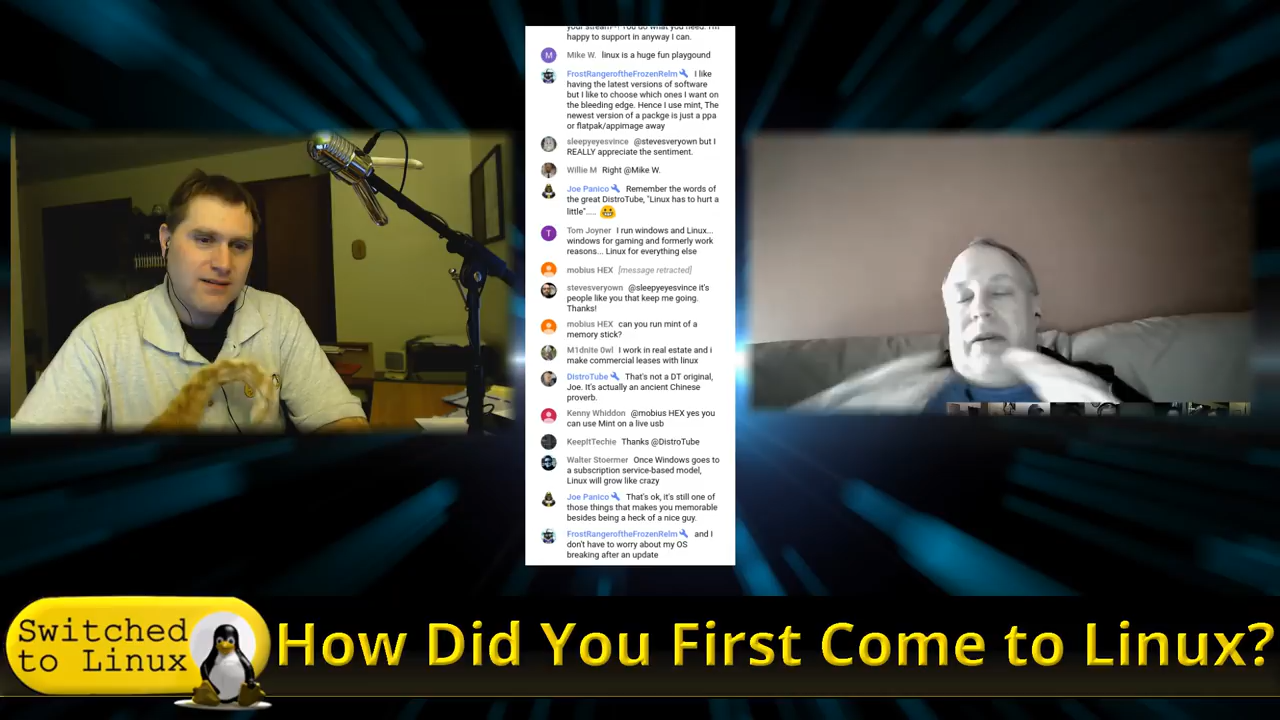 happy to support in anyway I can.
M Mike W. linux is a huge fun playgound
FrostRangeroftheFrozenRelm I like
having the latest versions of software
but I like to choose which ones I want on
the bleeding edge. Hence I use mint, The
newest version of a packge is just a ppa
or flatpak/appimage away
sleepyeyesvince @stevesveryown but I
REALLY appreciate the sentiment.
Willie M Right @Mike W.
Joe Panico Remember the words of
the great DistroTube, "Linux has to hurt a
little"....
T Tom Joyner I run windows and Linux...
windows for gaming and formerly work
reasons... Linux for everything else
mobius HEX [message retracted]
stevesveryown @sleepyeyesvince it's
people like you that keep me going.
Thanks!
mobius HEX can you run mint of a
memory stick?
M1dnite 0wl I work in real estate and i
make commercial leases with linux
DistroTube That's not a DT original,
Joe. It's actually an ancient Chinese
proverb.
Kenny Whiddon @mobius HEX yes you
can use Mint on a live usb
KeepItTechie Thanks @DistroTube
Walter Stoermer Once Windows goes to
a subscription service-based model,
Linux will grow like crazy
Joe Panico That's ok, it's still one of
those things that makes you memorable
besides being a heck of a nice guy.
FrostRangeroftheFrozenRelm and I
don't have to worry about my OS
breaking after an update
Switched
to Linux
How Did You First Come to Linux?